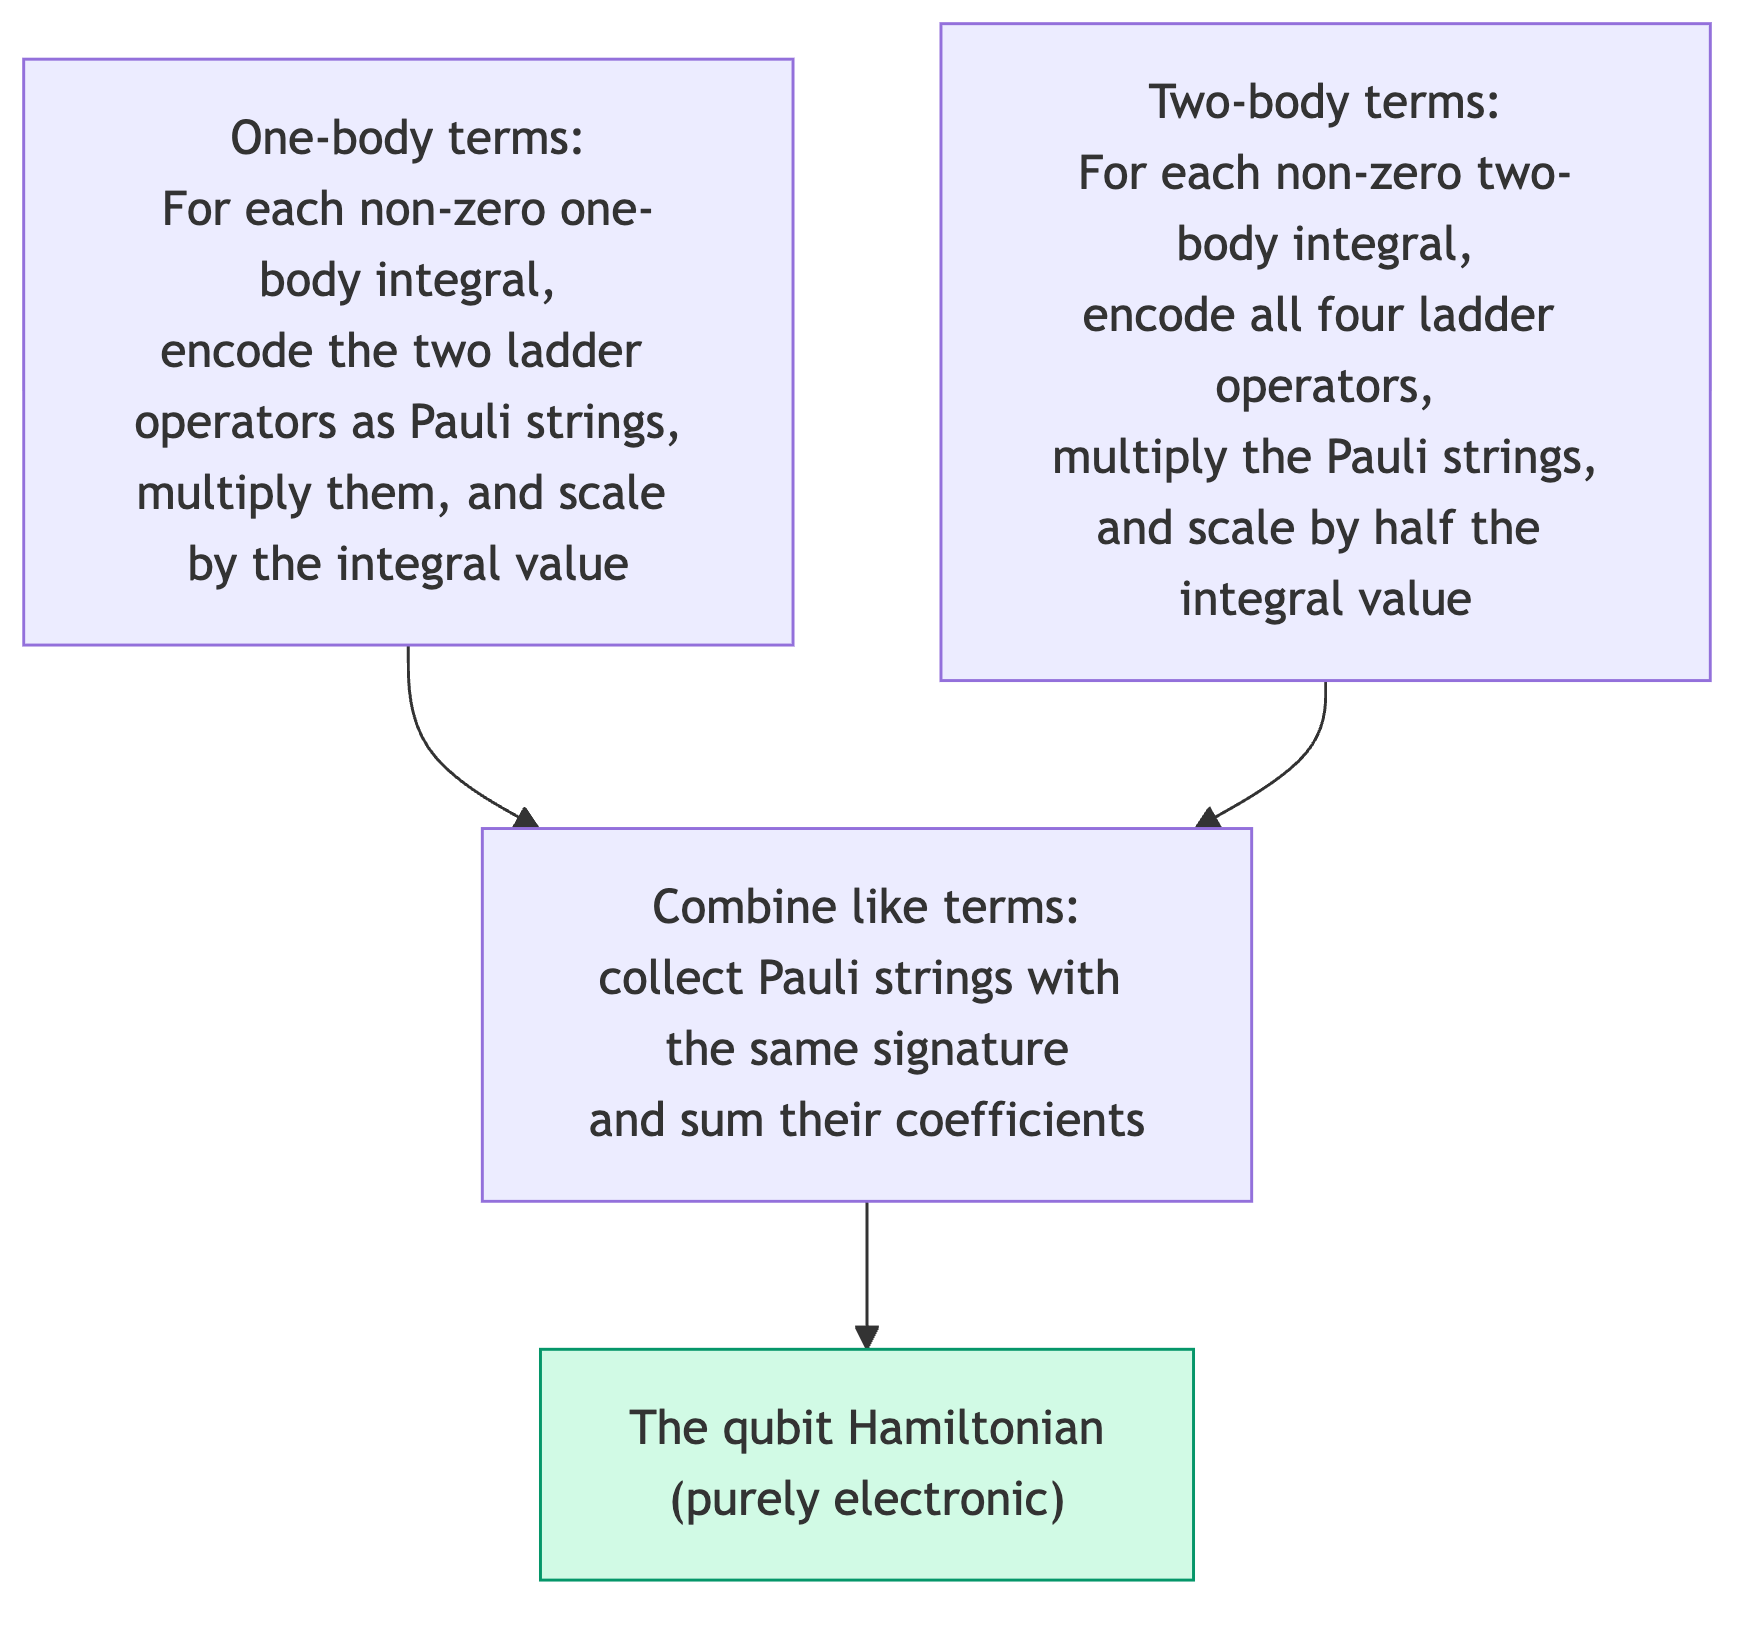 One-body terms:
For each non-zero one-
body integral,
encode the two ladder
operators as Pauli strings,
multiply them, and scale
by the integral value
Two-body terms:
For each non-zero two-
body integral,
encode all four ladder
operators,
multiply the Pauli strings,
and scale by half the
integral value
Combine like terms:
collect Pauli strings with
the same signature
and sum their coefficients
The qubit Hamiltonian
(purely electronic)